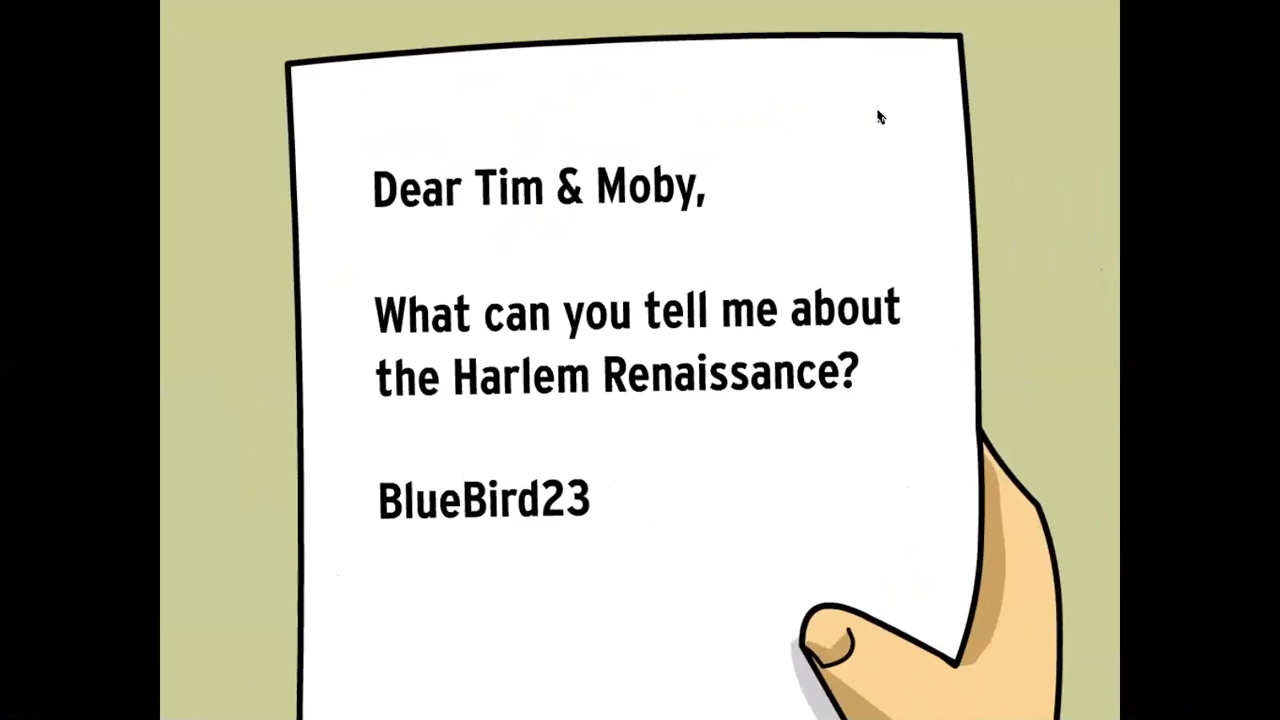 Dear Tim & Moby,
What can you tell me about
the Harlem Renaissance?
BlueBird23